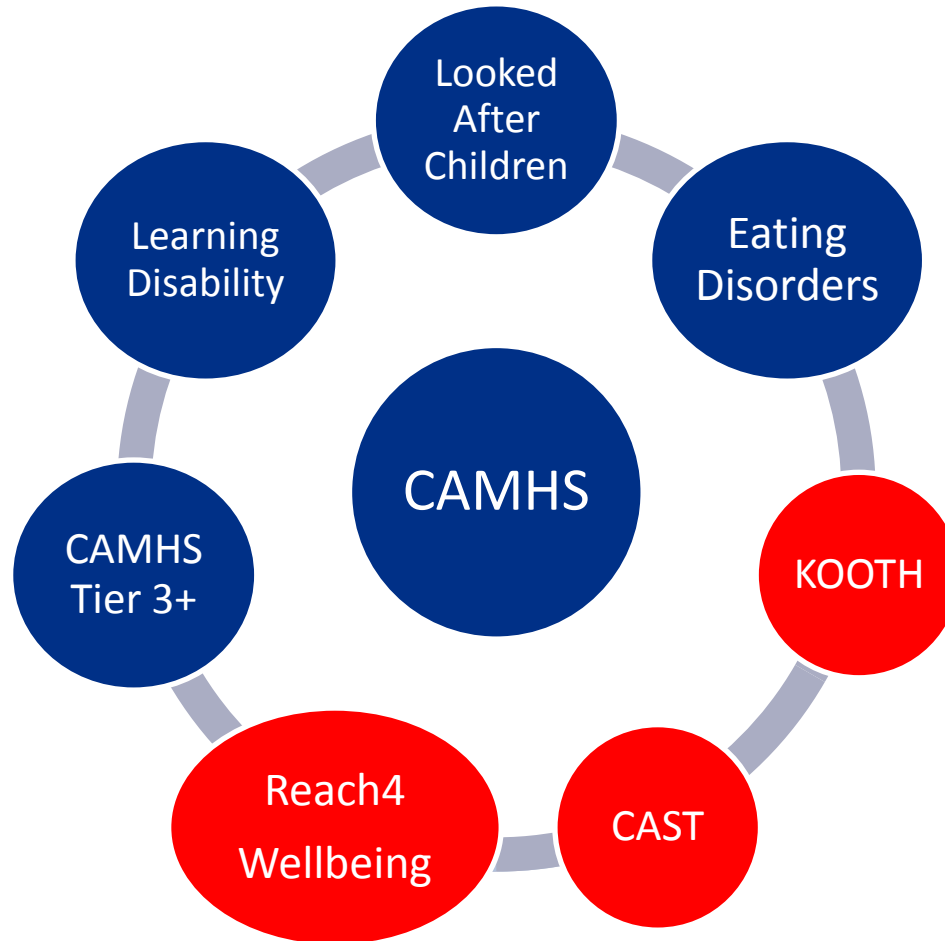 Looked
After
Children
Eating
Disorders
KOOTH
CAST
Reach4
Wellbeing
CAMHS
Tier 3+
Learning
Disability
CAMHS